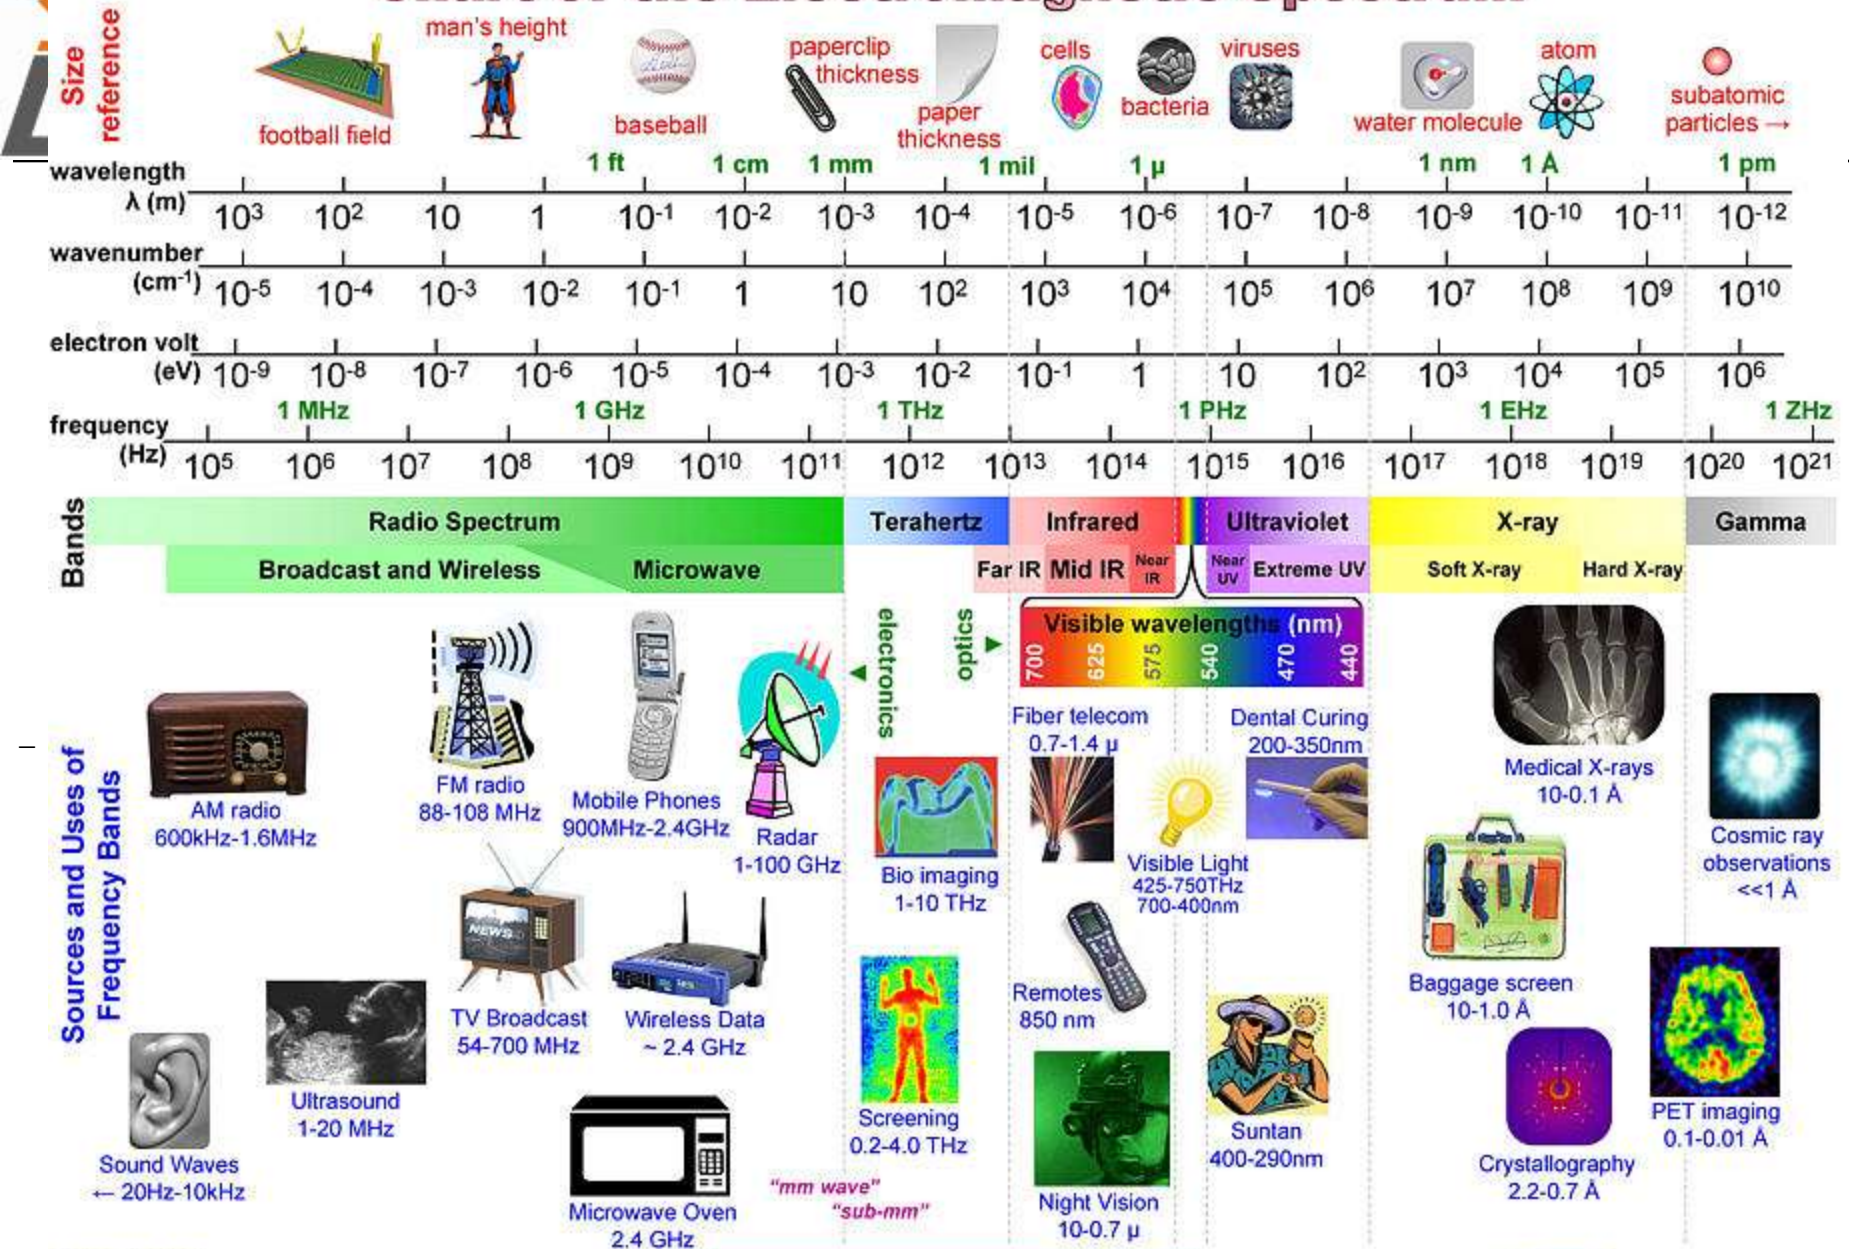 Chart of the Electromagnetic Spectrum
Size
reference
football field
man's height
baseball
paperclip
thickness
paper
thickness
cells
bacteria
viruses
water molecule
atom
subatomic
particles →
wavelength
λ (m)
1 ft
1 cm
1 mm
1 mil
1 μ
1 nm
1 Å
1 pm
10³ 10² 10 1 10⁻¹ 10⁻² 10⁻³ 10⁻⁴ 10⁻⁵ 10⁻⁶ 10⁻⁷ 10⁻⁸ 10⁻⁹ 10⁻¹⁰ 10⁻¹¹ 10⁻¹²
wavenumber
(cm⁻¹)
10⁻⁵ 10⁻⁴ 10⁻³ 10⁻² 10⁻¹ 1 10 10² 10³ 10⁴ 10⁵ 10⁶ 10⁷ 10⁸ 10⁹ 10¹⁰
electron volt
(eV)
10⁻⁹ 10⁻⁸ 10⁻⁷ 10⁻⁶ 10⁻⁵ 10⁻⁴ 10⁻³ 10⁻² 10⁻¹ 1 10 10² 10³ 10⁴ 10⁵ 10⁶
1 MHz
1 GHz
1 THz
1 PHz
1 EHz
1 ZHz
frequency
(Hz)
10⁵ 10⁶ 10⁷ 10⁸ 10⁹ 10¹⁰ 10¹¹ 10¹² 10¹³ 10¹⁴ 10¹⁵ 10¹⁶ 10¹⁷ 10¹⁸ 10¹⁹ 10²⁰ 10²¹
Bands
Radio Spectrum
Terahertz
Infrared
Ultraviolet
X-ray
Gamma
Broadcast and Wireless
Microwave
Far IR
Mid IR
Near
IR
Near
UV
Extreme UV
Soft X-ray
Hard X-ray
electronics
optics
Visible wavelengths (nm)
700 625 575 540 470 440
Sources and Uses of
Frequency Bands
AM radio
600kHz-1.6MHz
FM radio
88-108 MHz
Mobile Phones
900MHz-2.4GHz
Radar
1-100 GHz
Bio imaging
1-10 THz
Fiber telecom
0.7-1.4 μ
Visible Light
425-750THz
700-400nm
Dental Curing
200-350nm
Medical X-rays
10-0.1 Å
Cosmic ray
observations
<<1 Å
Sound Waves
← 20Hz-10kHz
Ultrasound
1-20 MHz
NEWS
TV Broadcast
54-700 MHz
Wireless Data
~ 2.4 GHz
Microwave Oven
2.4 GHz
"mm wave"
"sub-mm"
Screening
0.2-4.0 THz
Remotes
850 nm
Night Vision
10-0.7 μ
Suntan
400-290nm
Baggage screen
10-1.0 Å
Crystallography
2.2-0.7 Å
PET imaging
0.1-0.01 Å